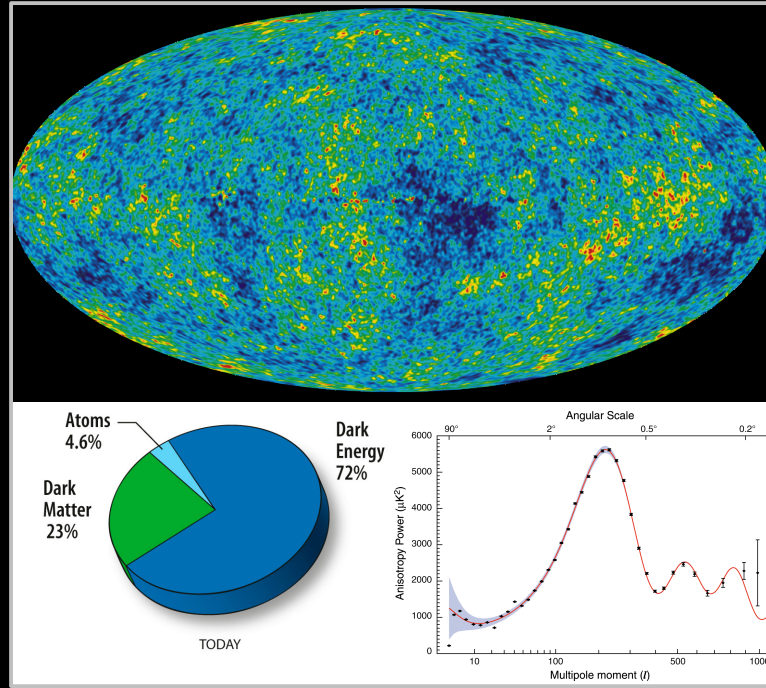 Atoms
4.6%
Dark
Energy
72%
Dark
Matter
23%
TODAY
Angular Scale
90° 2° 0.5° 0.2°
Anisotropy Power (μK²)
6000
5000
4000
3000
2000
1000
0
10 100 500 1000
Multipole moment (l)